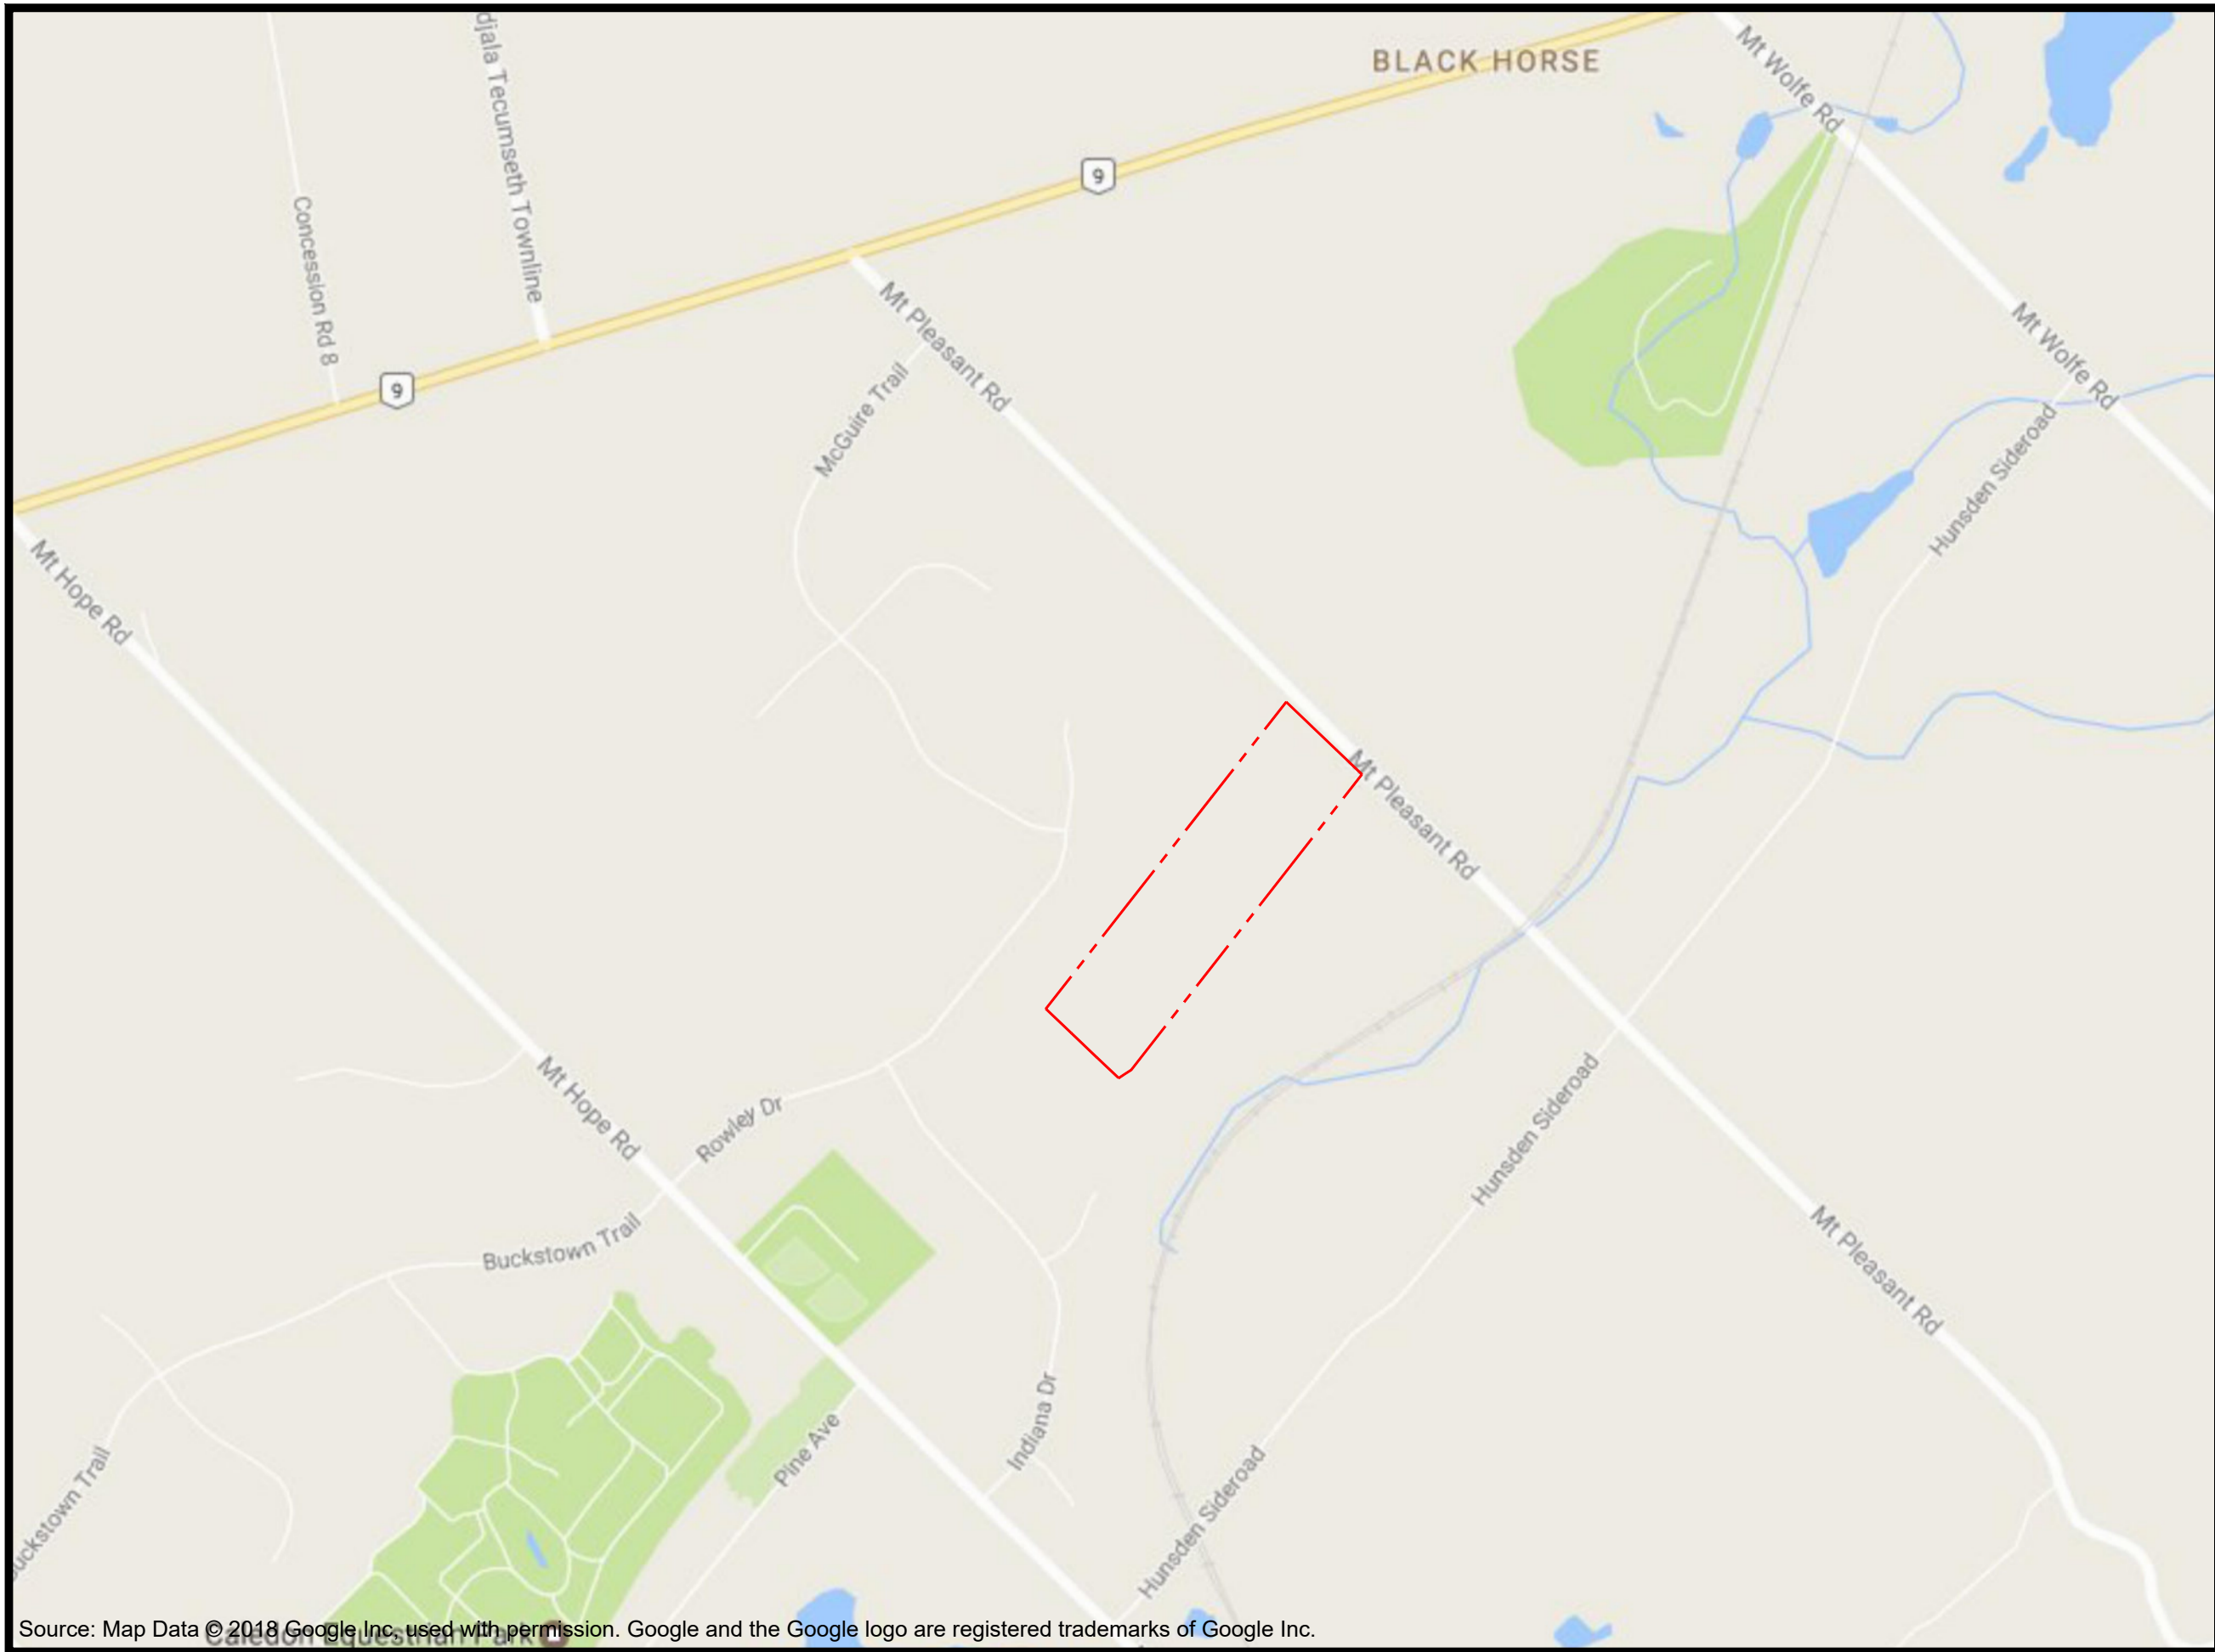 BLACK HORSE
Mt Wolfe Rd
djala Tecumseth Townline
9
Concession Rd 8
Mt Pleasant Rd
Mt Wolfe Rd
9
McGuire Trail
Hunsden Sideroad
Mt Hope Rd
Mt Pleasant Rd
Mt Hope Rd
Rowley Dr
Hunsden Sideroad
Buckstown Trail
Mt Pleasant Rd
Indiana Dr
Pine Ave
uckstown Trail
Hunsden Sideroad
Caledon Equestrian Park
Source: Map Data © 2018 Google Inc, used with permission. Google and the Google logo are registered trademarks of Google Inc.